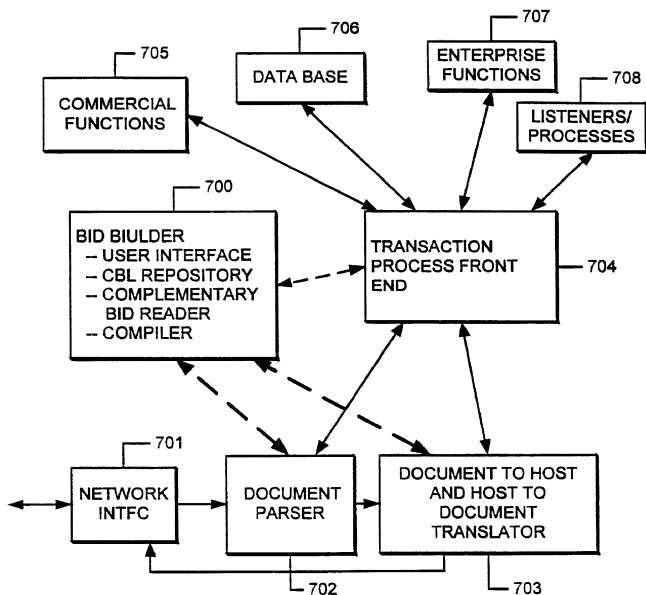 707
706
ENTERPRISE
FUNCTIONS
705
DATA BASE
708
COMMERCIAL
FUNCTIONS
LISTENERS/
PROCESSES
700
BID BIULDER
– USER INTERFACE
– CBL REPOSITORY
– COMPLEMENTARY
BID READER
– COMPILER
TRANSACTION
PROCESS FRONT
END
704
701
NETWORK
INTFC
DOCUMENT
PARSER
DOCUMENT TO HOST
AND HOST TO
DOCUMENT
TRANSLATOR
702
703